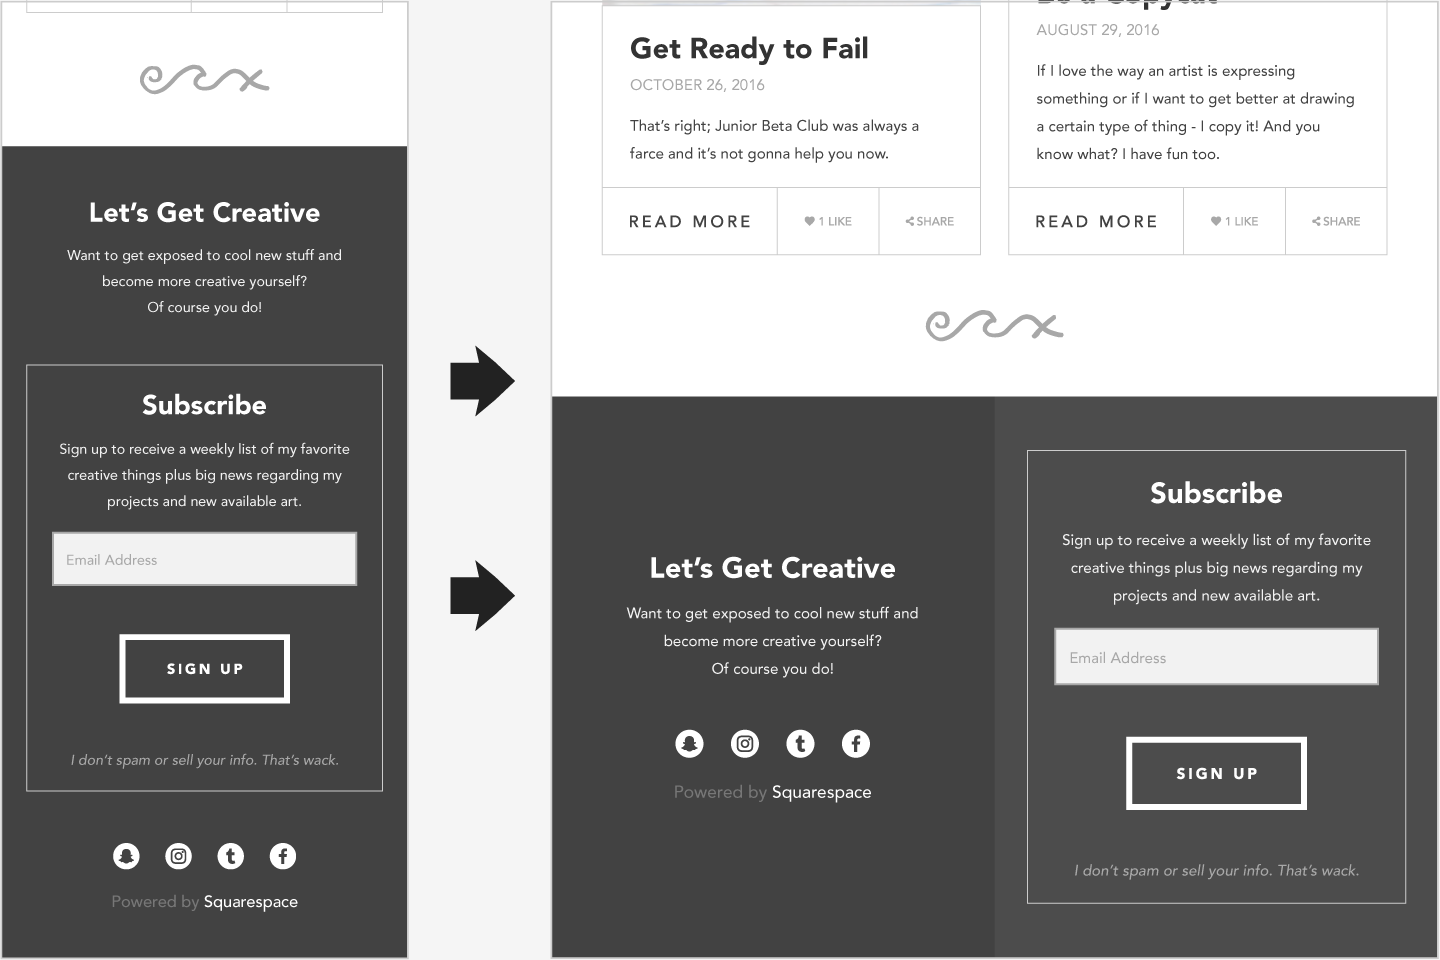 Let's Get Creative
Want to get exposed to cool new stuff and
become more creative yourself?
Of course you do!
Subscribe
Sign up to receive a weekly list of my favorite
creative things plus big news regarding my
projects and new available art.
Email Address
SIGN UP
I don't spam or sell your info. That's wack.
Powered by Squarespace
Get Ready to Fail
OCTOBER 26, 2016
That's right; Junior Beta Club was always a
farce and it's not gonna help you now.
READ MORE
1 LIKE
SHARE
Be a Copycat
AUGUST 29, 2016
If I love the way an artist is expressing
something or if I want to get better at drawing
a certain type of thing - I copy it! And you
know what? I have fun too.
READ MORE
1 LIKE
SHARE
Let's Get Creative
Want to get exposed to cool new stuff and
become more creative yourself?
Of course you do!
Powered by Squarespace
Subscribe
Sign up to receive a weekly list of my favorite
creative things plus big news regarding my
projects and new available art.
Email Address
SIGN UP
I don't spam or sell your info. That's wack.